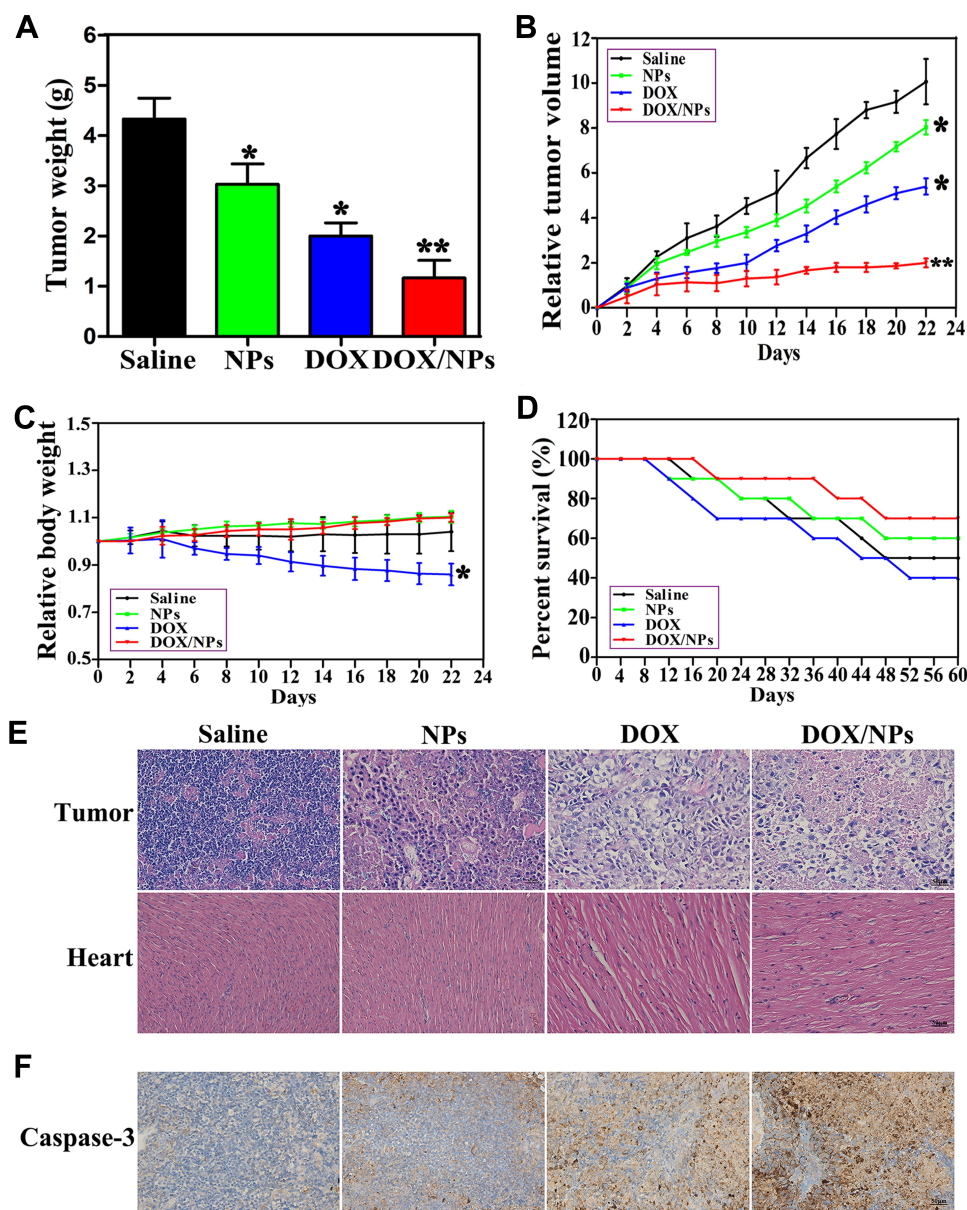 A
Tumor weight (g)
6
5
4
3
2
1
0
*
*
**
Saline NPs DOX DOX/NPs
B
Relative tumor volume
12
10
8
6
4
2
0
Saline
NPs
DOX
DOX/NPs
*
*
**
0 2 4 6 8 10 12 14 16 18 20 22 24
Days
C
Relative body weight
1.5
1.3
1.1
0.9
0.7
0.5
*
Saline
NPs
DOX
DOX/NPs
0 2 4 6 8 10 12 14 16 18 20 22 24
Days
D
Percent survival (%)
120
100
80
60
40
20
0
Saline
NPs
DOX
DOX/NPs
0 4 8 12 16 20 24 28 32 36 40 44 48 52 56 60
Days
E
Saline NPs DOX DOX/NPs
Tumor
Heart
F
Caspase-3